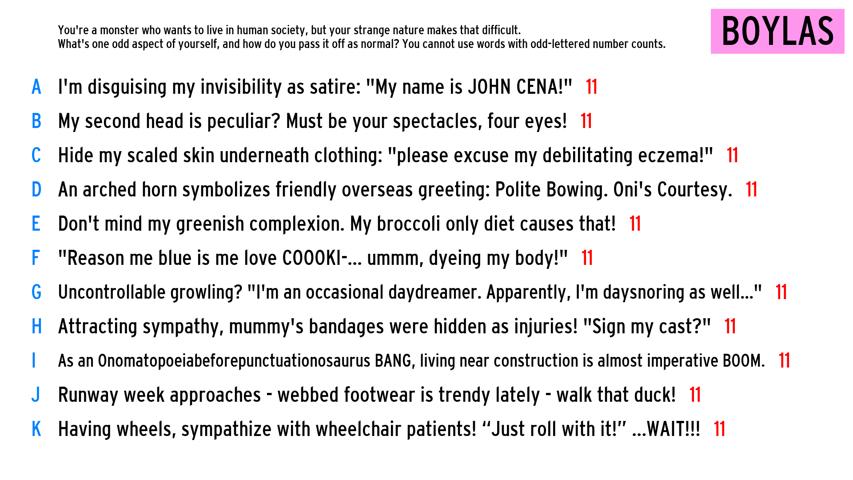 You're a monster who wants to live in human society, but your strange nature makes that difficult.
What's one odd aspect of yourself, and how do you pass it off as normal? You cannot use words with odd-lettered number counts.
BOYLAS
A I'm disguising my invisibility as satire: "My name is JOHN CENA!" 11
B My second head is peculiar? Must be your spectacles, four eyes! 11
C Hide my scaled skin underneath clothing: "please excuse my debilitating eczema!" 11
D An arched horn symbolizes friendly overseas greeting: Polite Bowing. Oni's Courtesy. 11
E Don't mind my greenish complexion. My broccoli only diet causes that! 11
F "Reason me blue is me love COOOKI-... ummm, dyeing my body!" 11
G Uncontrollable growling? "I'm an occasional daydreamer. Apparently, I'm daysnoring as well..." 11
H Attracting sympathy, mummy's bandages were hidden as injuries! "Sign my cast?" 11
I As an Onomatopoeiabeforepunctuationosaurus BANG, living near construction is almost imperative BOOM. 11
J Runway week approaches - webbed footwear is trendy lately - walk that duck! 11
K Having wheels, sympathize with wheelchair patients! “Just roll with it!” ...WAIT!!! 11